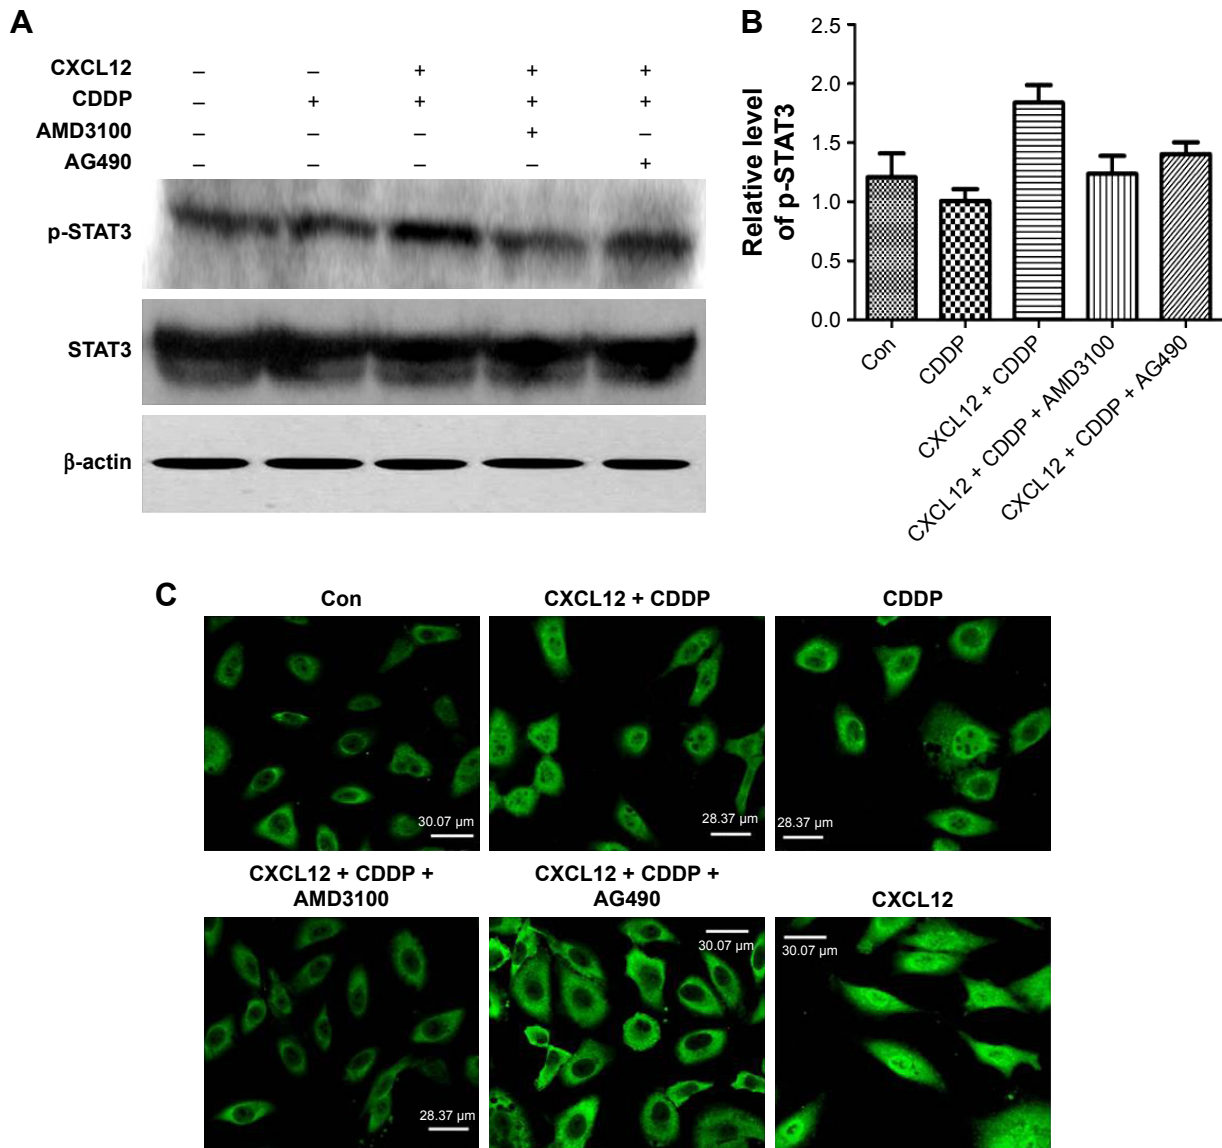 A
CXCL12 – – + + +
CDDP – + + + +
AMD3100 – – – + –
AG490 – – – – +
p-STAT3
STAT3
β-actin
B
Relative level
of p-STAT3
2.5
2.0
1.5
1.0
0.5
0.0
Con
CDDP
CXCL12 + CDDP
CXCL12 + CDDP + AMD3100
CXCL12 + CDDP + AG490
C
Con
CXCL12 + CDDP
CDDP
30.07 µm
28.37 µm
28.37 µm
CXCL12 + CDDP +
AMD3100
CXCL12 + CDDP +
AG490
CXCL12
28.37 µm
30.07 µm
30.07 µm